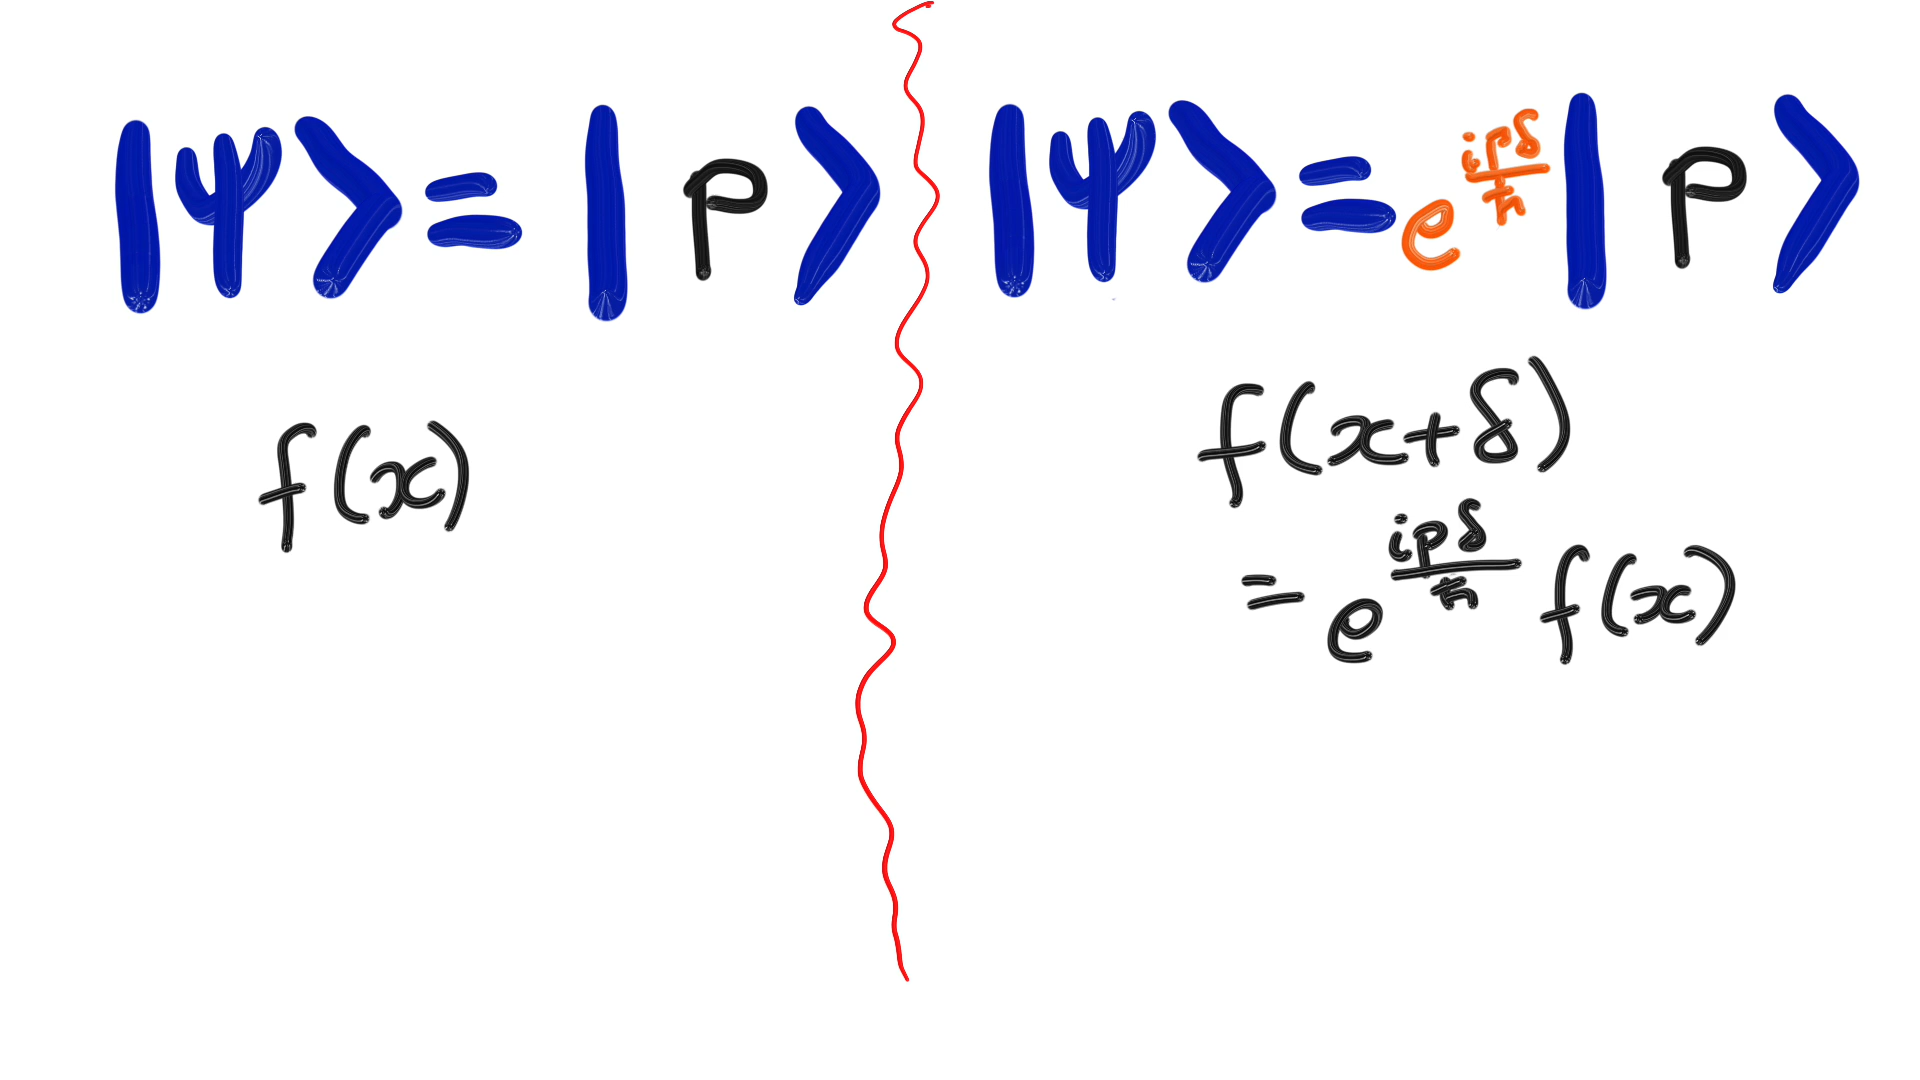 |ψ⟩=|p⟩
f(x)
|ψ⟩=e^{ipδ/ħ}|p⟩
f(x+δ)
=e^{ipδ/ħ} f(x)